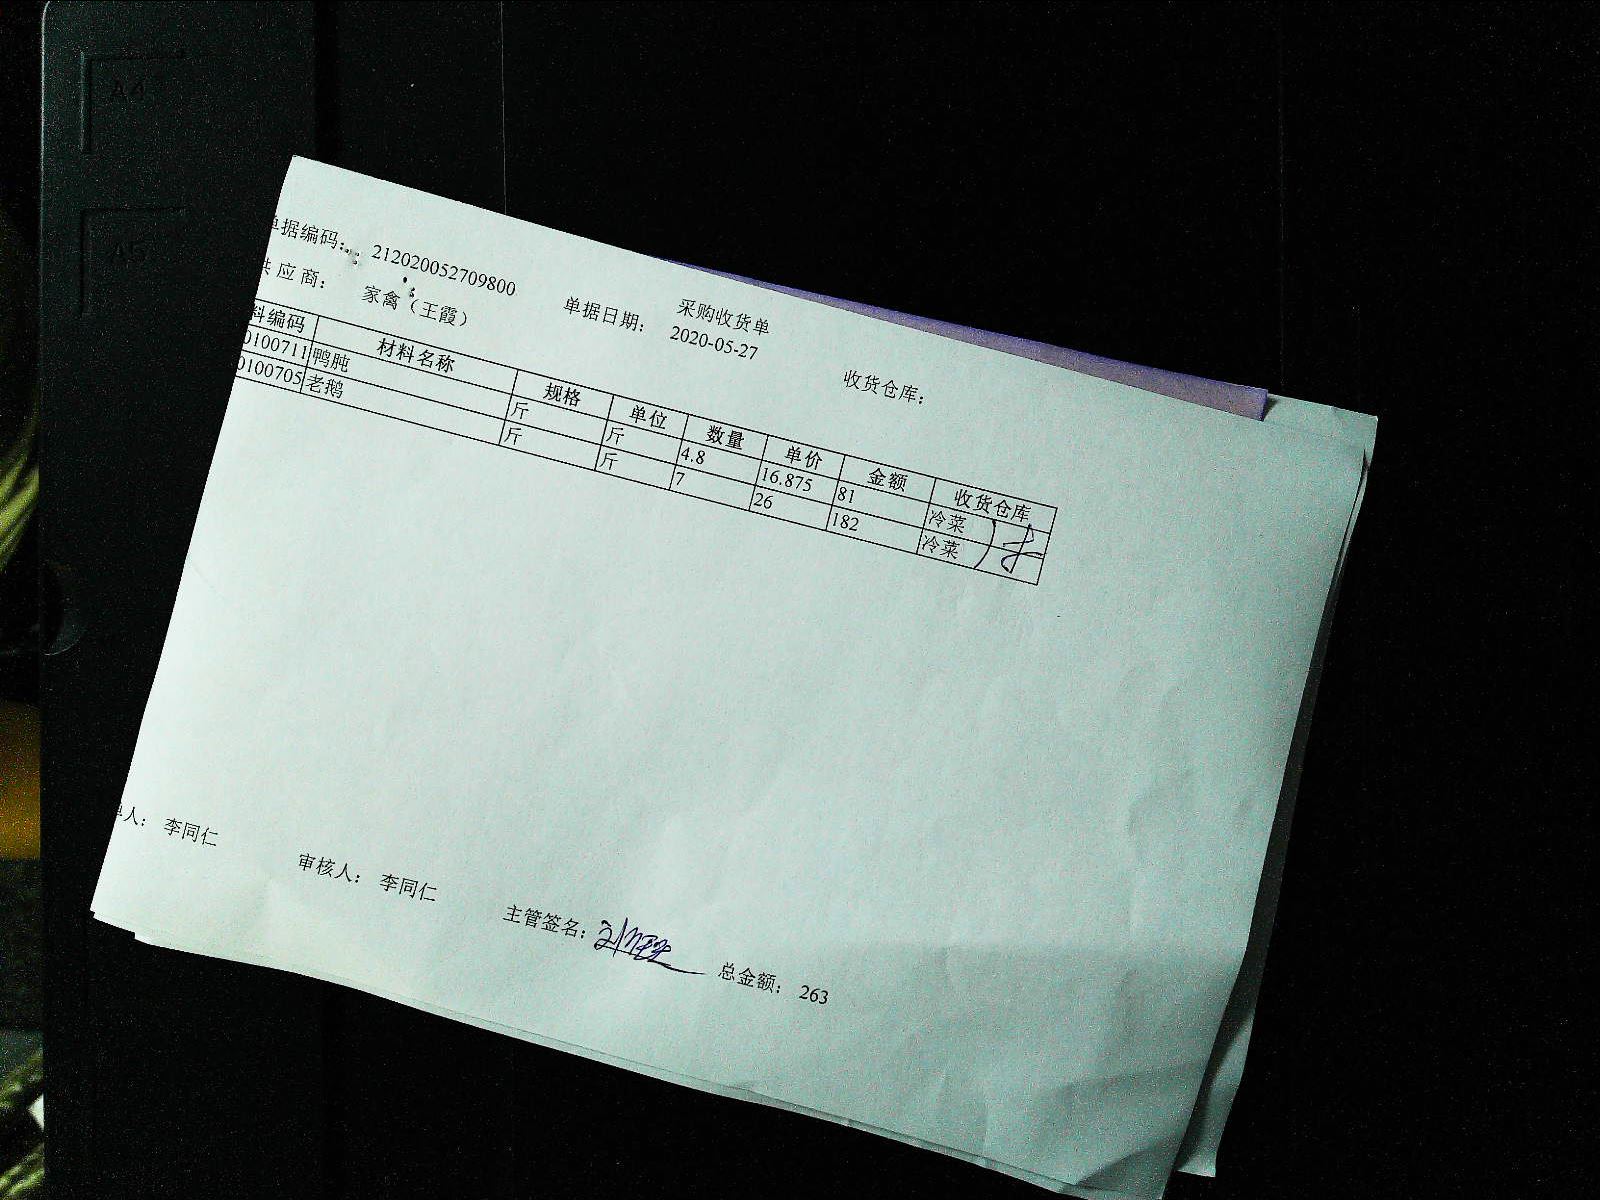 A4
A5
采购收货单
单据编码: 212020052709800 单据日期: 2020-05-27 收货仓库:
供应商: 家禽（王霞）
料编码 材料名称 规格 单位 数量 单价 金额 收货仓库
0100711 鸭肫 斤 斤 4.8 16.875 81 冷菜
0100705 老鹅 斤 斤 7 26 182 冷菜
单人: 李同仁 审核人: 李同仁 主管签名: 总金额: 263